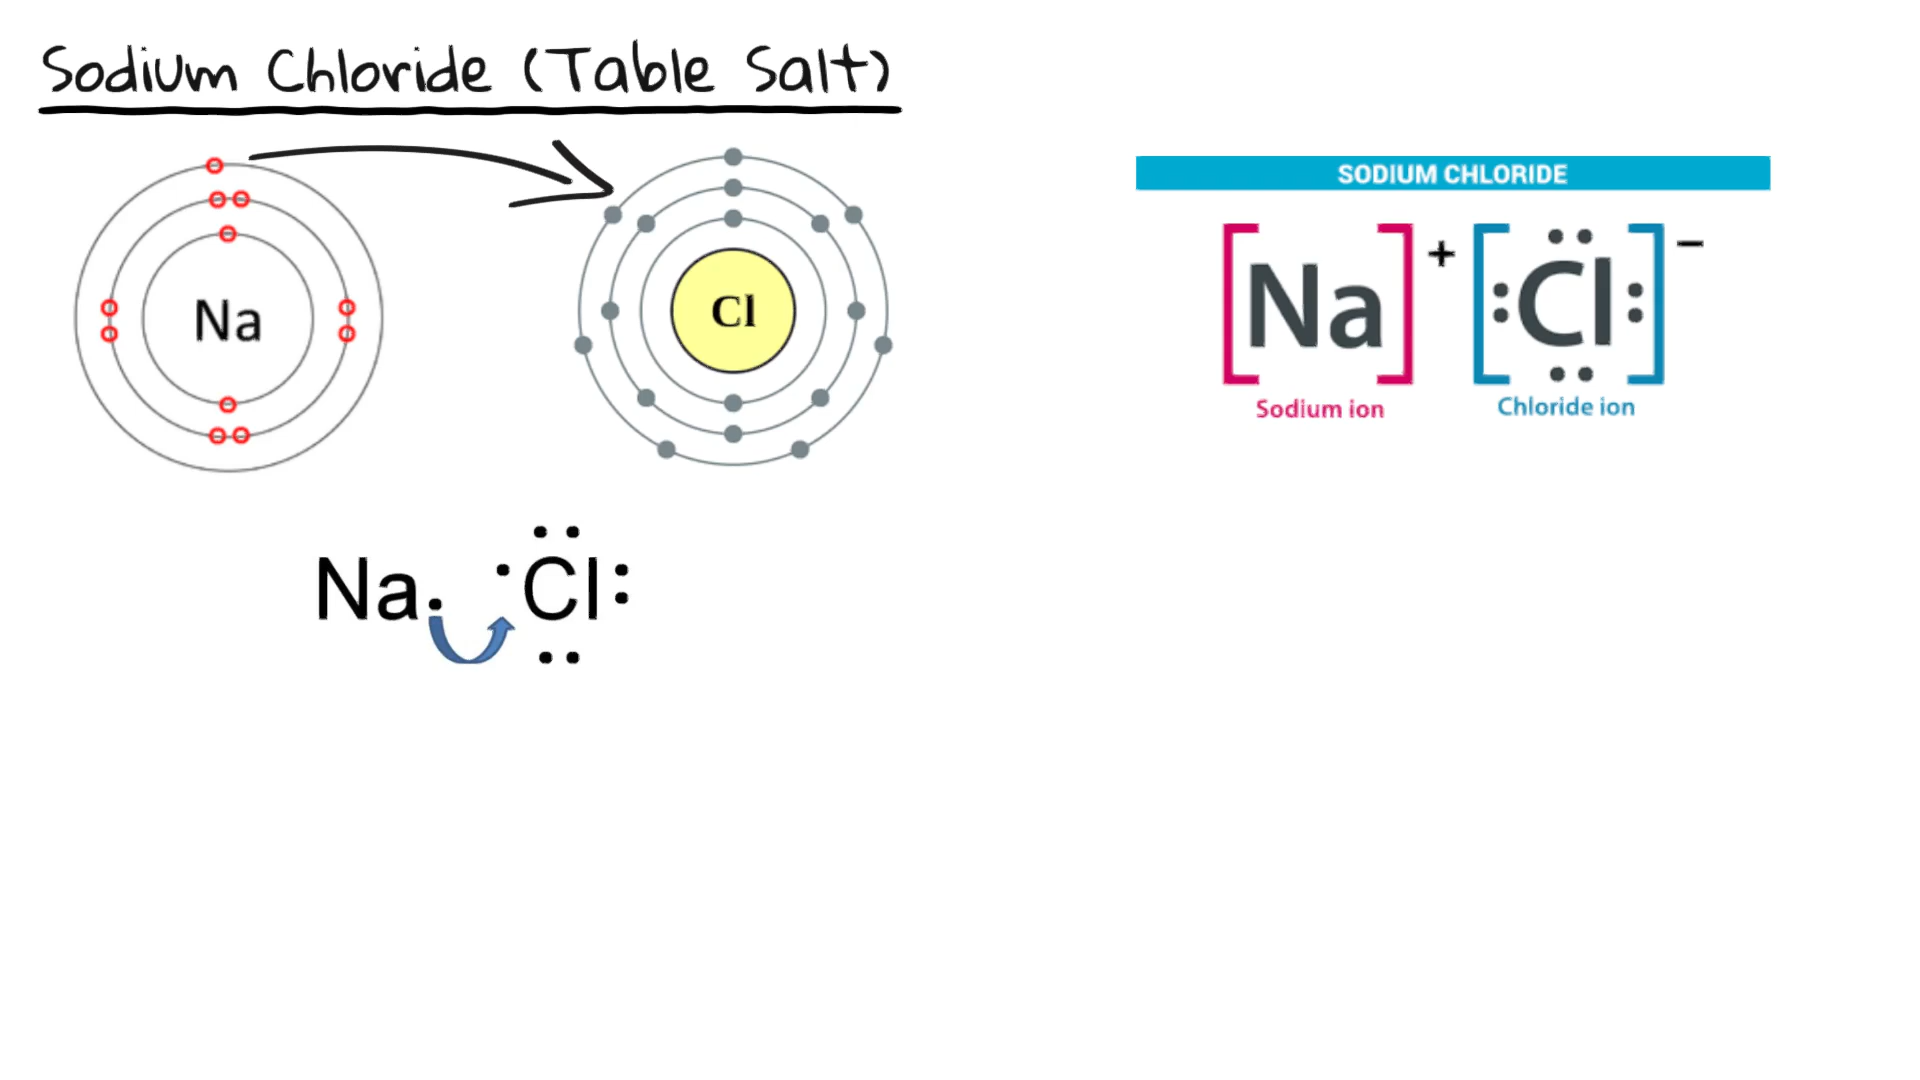 Sodium Chloride (Table Salt)
Na
Cl
SODIUM CHLORIDE
[Na]+ [:Cl:]−
Sodium ion
Chloride ion
Na. ·Cl: